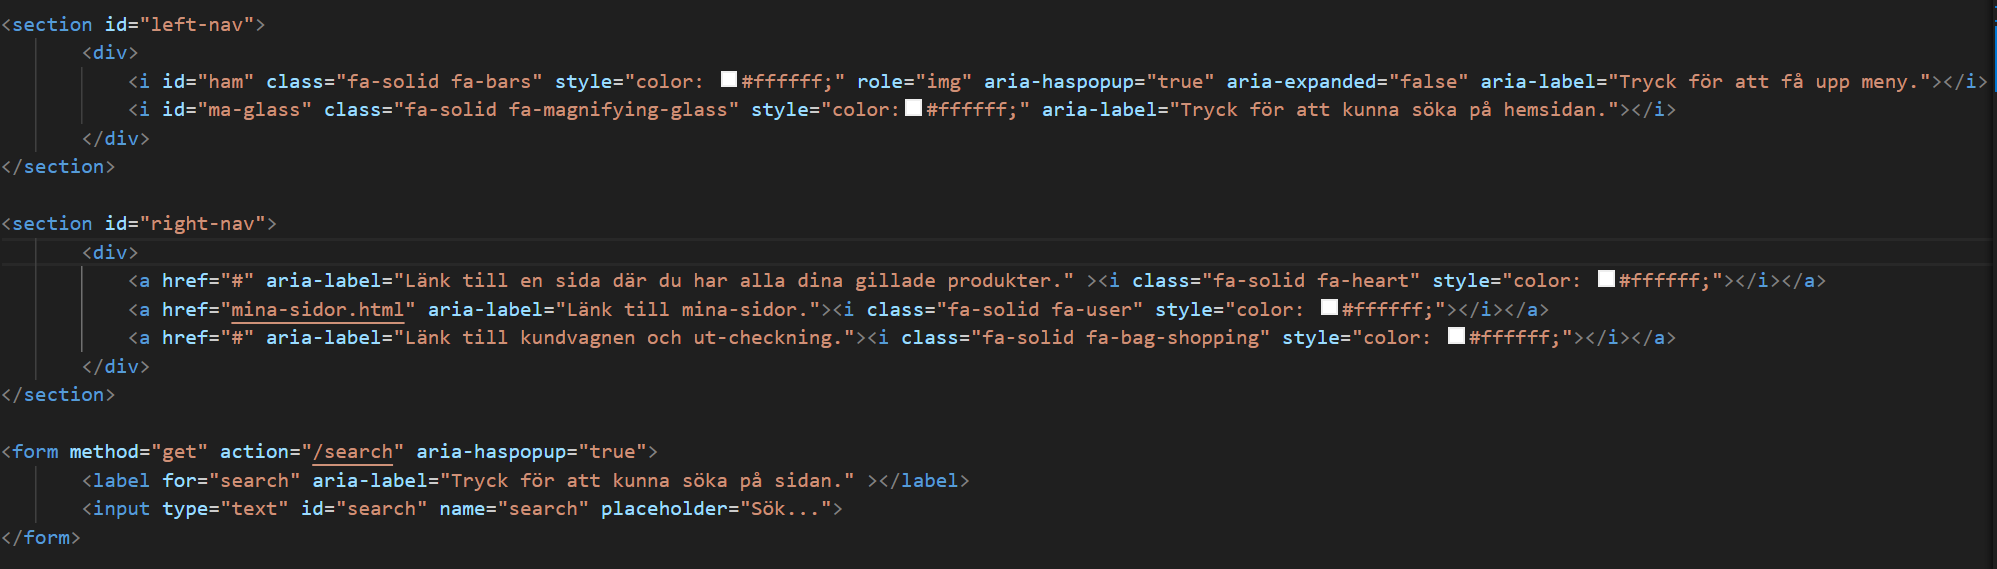 <section id="left-nav">
<div>
<i id="ham" class="fa-solid fa-bars" style="color: #ffffff;" role="img" aria-haspopup="true" aria-expanded="false" aria-label="Tryck för att få upp meny."></i>
<i id="ma-glass" class="fa-solid fa-magnifying-glass" style="color:#ffffff;" aria-label="Tryck för att kunna söka på hemsidan."></i>
</div>
</section>
<section id="right-nav">
<div>
<a href="#" aria-label="Länk till en sida där du har alla dina gillade produkter." ><i class="fa-solid fa-heart" style="color: #ffffff;"></i></a>
<a href="mina-sidor.html" aria-label="Länk till mina-sidor."><i class="fa-solid fa-user" style="color: #ffffff;"></i></a>
<a href="#" aria-label="Länk till kundvagnen och ut-checkning."><i class="fa-solid fa-bag-shopping" style="color: #ffffff;"></i></a>
</div>
</section>
<form method="get" action="/search" aria-haspopup="true">
<label for="search" aria-label="Tryck för att kunna söka på sidan." ></label>
<input type="text" id="search" name="search" placeholder="Sök...">
</form>